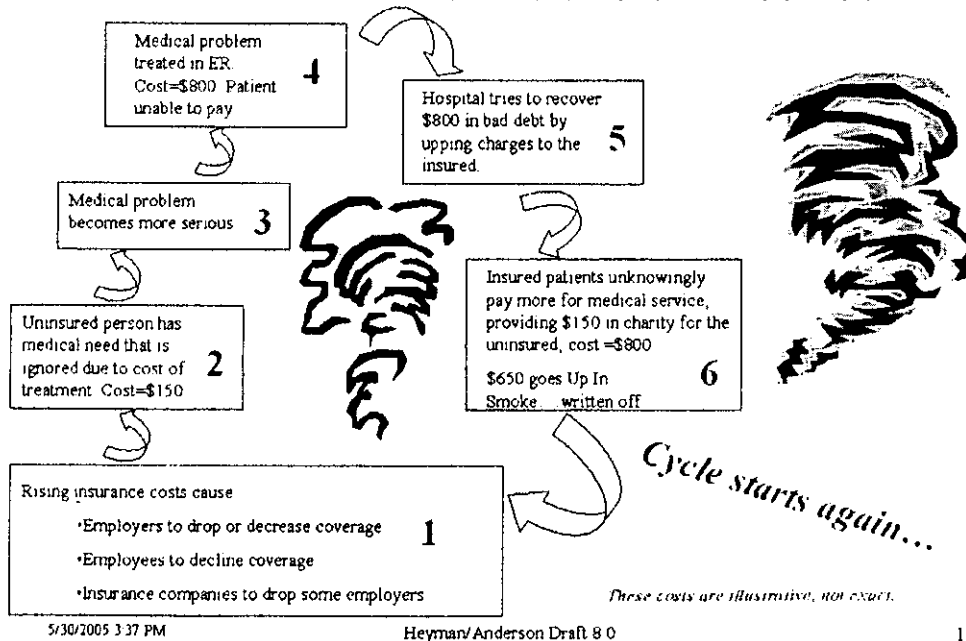 Rising insurance costs cause
•Employers to drop or decrease coverage
•Employees to decline coverage
•Insurance companies to drop some employers
1
Uninsured person has
medical need that is
ignored due to cost of
treatment Cost=$150
2
Medical problem
becomes more serious
3
Medical problem
treated in ER.
Cost=$800 Patient
unable to pay
4
Hospital tries to recover
$800 in bad debt by
upping charges to the
insured.
5
Insured patients unknowingly
pay more for medical service,
providing $150 in charity for the
uninsured, cost =$800
$650 goes Up In
Smoke... written off
6
Cycle starts again...
These costs are illustrative, not exact.
5/30/2005 3:37 PM
Heyman/Anderson Draft 8 0
1